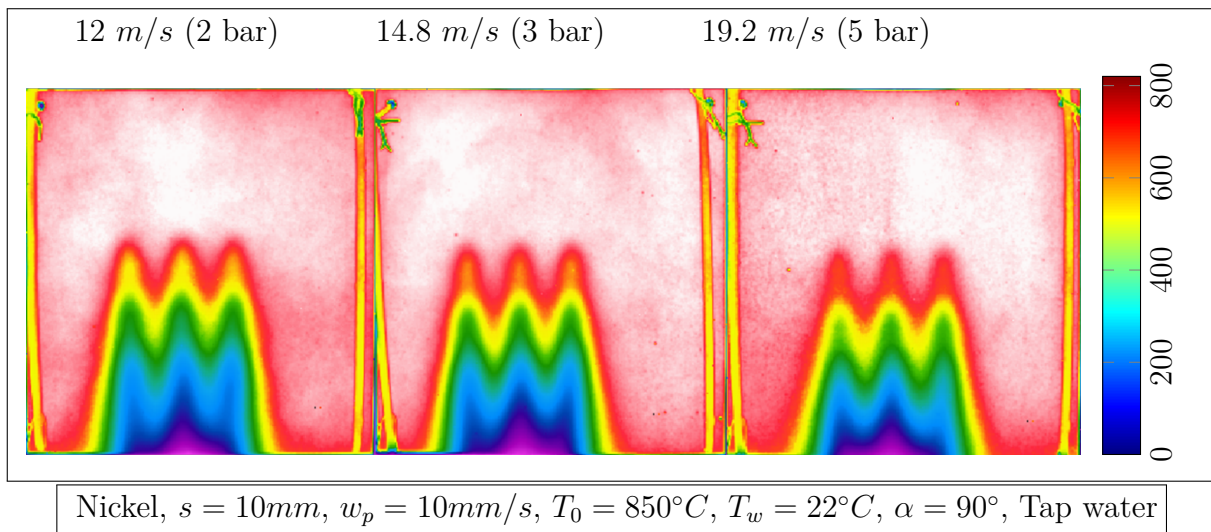 12 m/s (2 bar) 14.8 m/s (3 bar) 19.2 m/s (5 bar)
800
600
400
200
0
Nickel, s = 10mm, w_p = 10mm/s, T_0 = 850°C, T_w = 22°C, α = 90°, Tap water